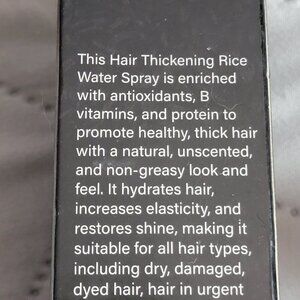 This Hair Thickening Rice
Water Spray is enriched
with antioxidants, B
vitamins, and protein to
promote healthy, thick hair
with a natural, unscented,
and non-greasy look and
feel. It hydrates hair,
increases elasticity, and
restores shine, making it
suitable for all hair types,
including dry, damaged,
dyed hair, hair in urgent